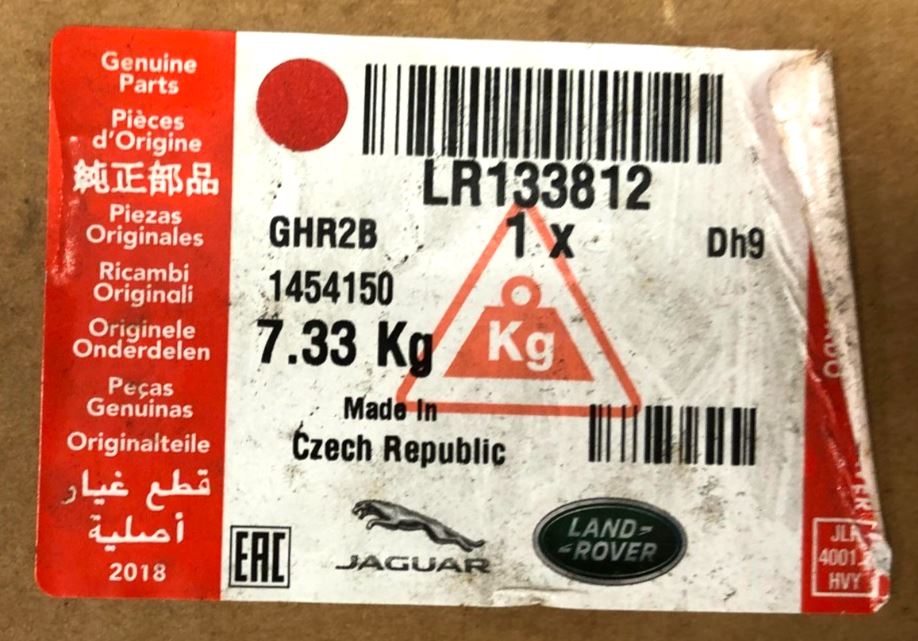 Genuine
Parts
Pièces
d'Origine
純正部品
Piezas
Originales
Ricambi
Originali
Originele
Onderdelen
Peças
Genuinas
Originalteile
قطع غيار
أصلية
2018
LR133812
GHR2B
1 x
Dh9
1454150
7.33 Kg
Kg
Made In
Czech Republic
EAC
JAGUAR
LAND-
-ROVER
HVY